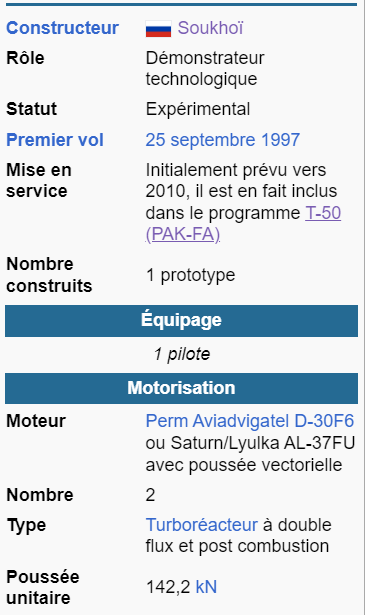 Constructeur Soukhoï
Rôle Démonstrateur
technologique
Statut Expérimental
Premier vol 25 septembre 1997
Mise en Initialement prévu vers
service 2010, il est en fait inclus
dans le programme T-50
(PAK-FA)
Nombre
construits 1 prototype
Équipage
1 pilote
Motorisation
Moteur Perm Aviadvigatel D-30F6
ou Saturn/Lyulka AL-37FU
avec poussée vectorielle
Nombre 2
Type Turboréacteur à double
flux et post combustion
Poussée
unitaire 142,2 kN